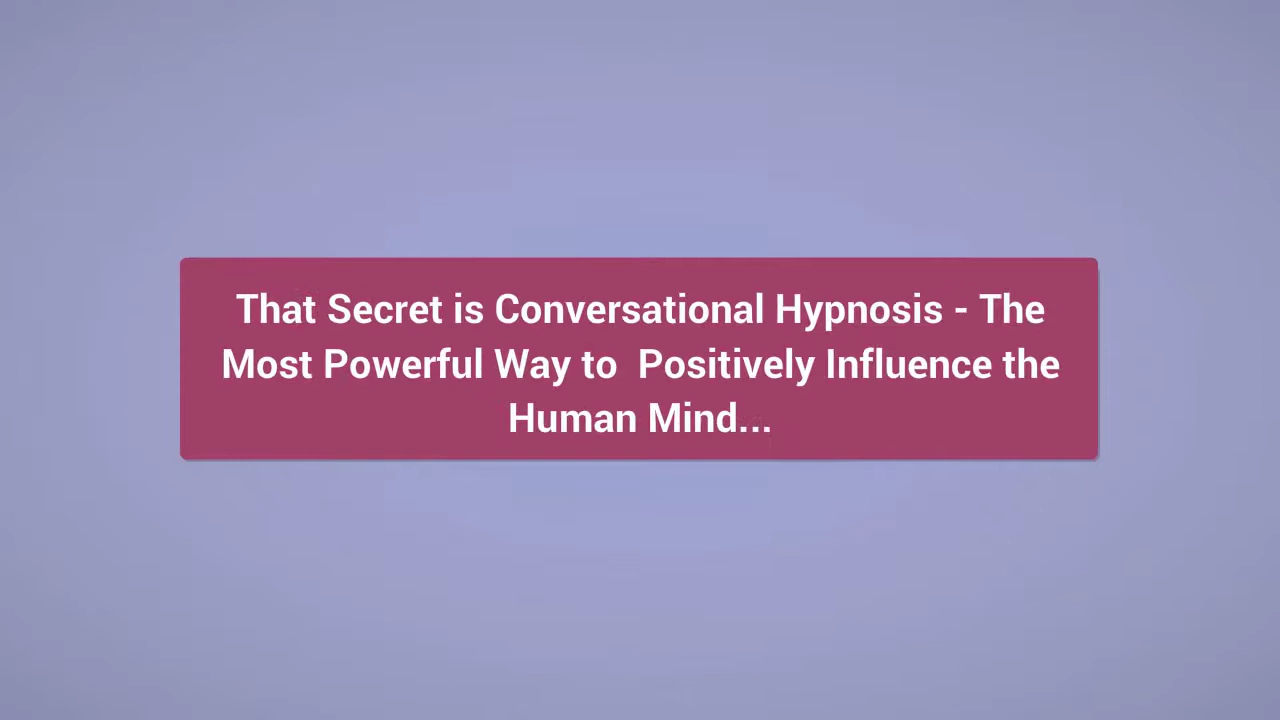 That Secret is Conversational Hypnosis - The
Most Powerful Way to  Positively Influence the
Human Mind...